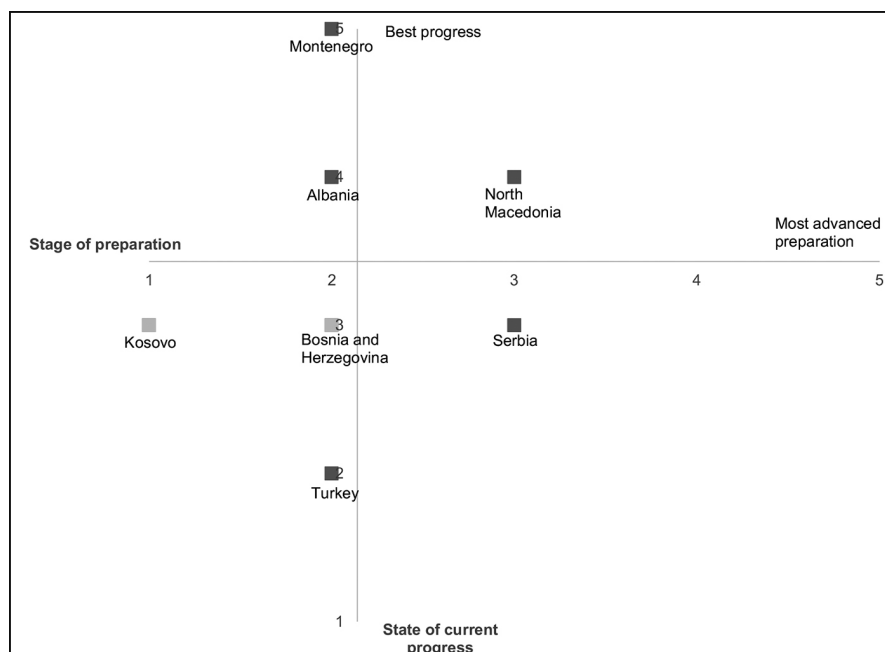 5
Best progress
Montenegro
4
Albania
North
Macedonia
Most advanced
preparation
Stage of preparation
1
2
3
4
5
3
Kosovo
Bosnia and
Herzegovina
Serbia
2
Turkey
1
State of current
progress